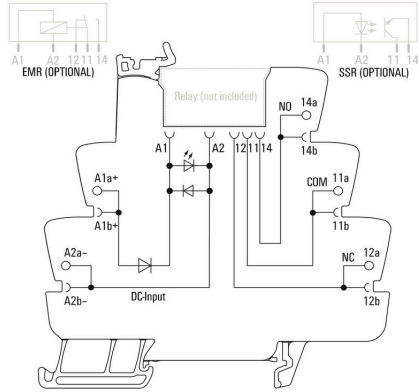 A1 A2 12 11 14
EMR (OPTIONAL)
A1 A2 11 14
SSR (OPTIONAL)
Relay (not included)
NO 14a
14b
A1 A2 12 11 14
A1a+
A1b+
COM 11a
11b
A2a–
A2b–
DC-Input
NC 12a
12b